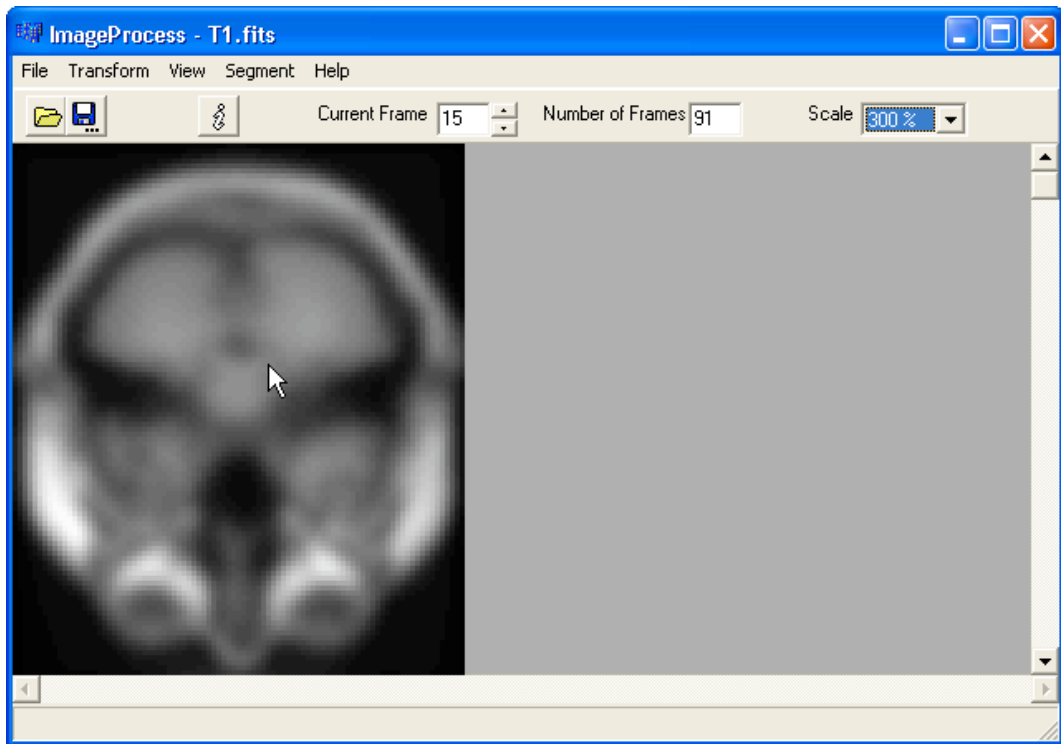 ImageProcess - T1.fits
File Transform View Segment Help
Current Frame 15 Number of Frames 91 Scale 300 %